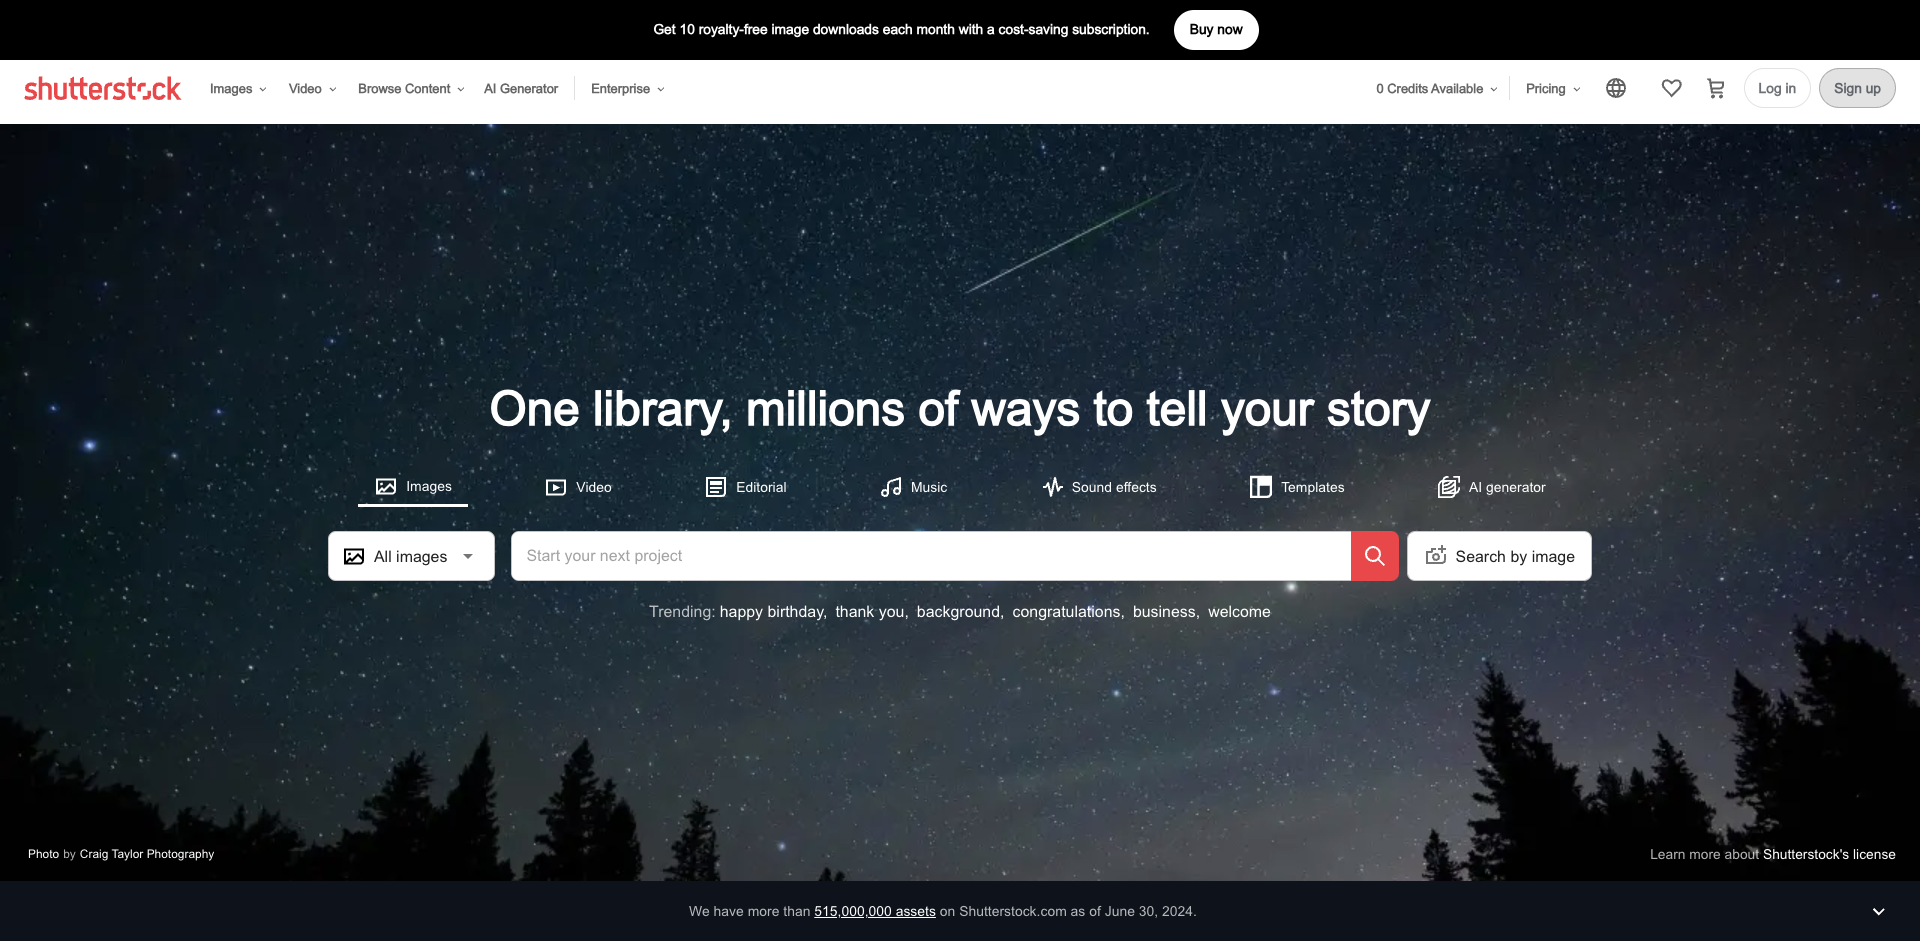 Get 10 royalty-free image downloads each month with a cost-saving subscription. Buy now
shutterstock Images Video Browse Content AI Generator Enterprise 0 Credits Available Pricing Log in Sign up
One library, millions of ways to tell your story
Images Video Editorial Music Sound effects Templates AI generator
All images Start your next project Search by image
Trending: happy birthday, thank you, background, congratulations, business, welcome
Photo by Craig Taylor Photography Learn more about Shutterstock's license
We have more than 515,000,000 assets on Shutterstock.com as of June 30, 2024.